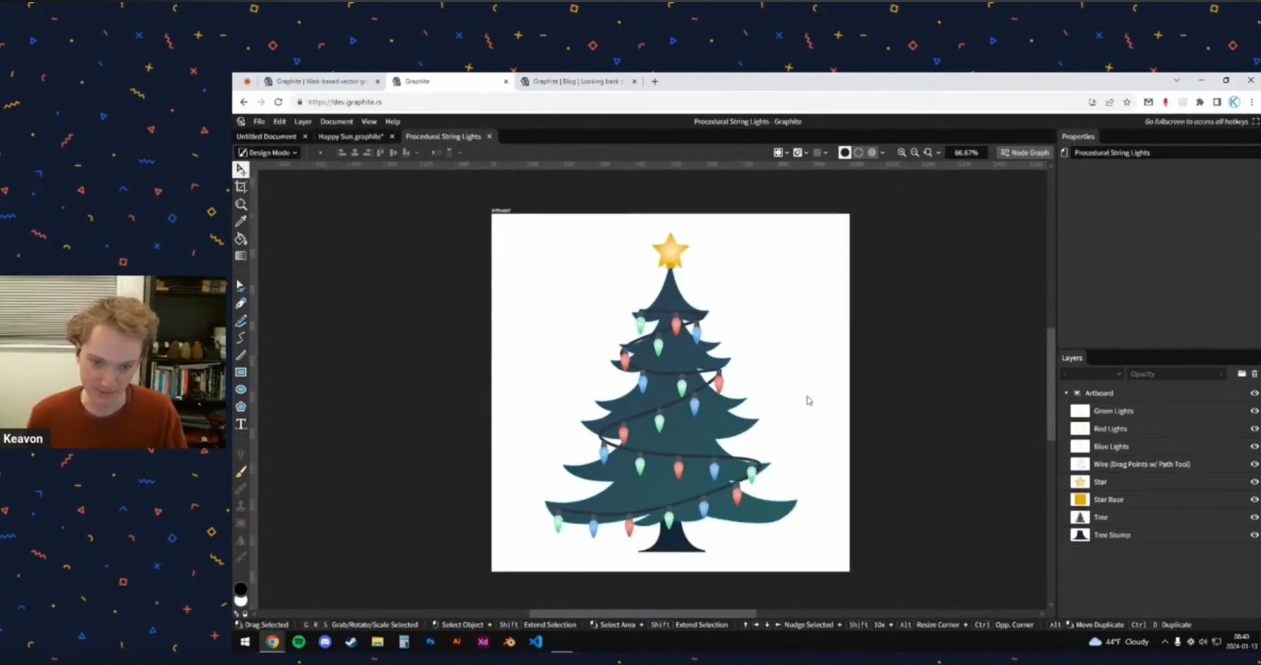 Graphite | Web-based vector gr
Graphite
Graphite | Blog | Looking back
https://dev.graphite.rs
File Edit Layer Document View Help
Procedural String Lights - Graphite
Go fullscreen to access all hotkeys
Untitled Document
Happy Sun.graphite*
Procedural String Lights
Properties
Design Mode
66.67%
Node Graph
Procedural String Lights
Artboard
Keavon
Layers
-
Opacity
Artboard
Green Lights
Red Lights
Blue Lights
Wire (Drag Points w/ Path Tool)
Star
Star Base
Tree
Tree Stump
Drag Selected G R S Grab/Rotate/Scale Selected Select Object + Shift Extend Selection Select Area + Shift Extend Selection Nudge Selected + Shift 10x + Alt Resize Corner + Ctrl Opp. Corner Alt Move Duplicate Ctrl D Duplicate
44°F Cloudy
08:40
2024-01-13